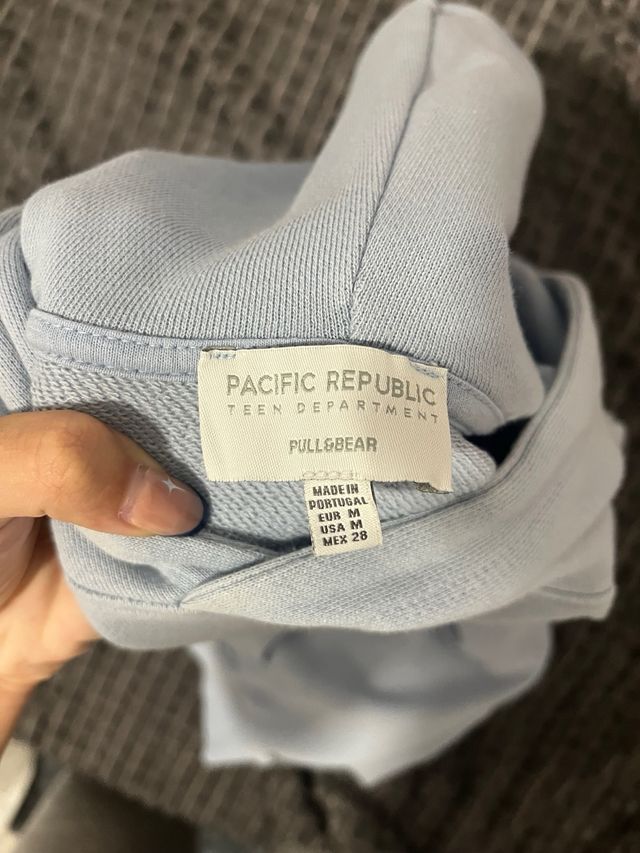 PACIFIC REPUBLIC
TEEN DEPARTMENT
PULL&BEAR
MADE IN
PORTUGAL
EUR M
USA M
MEX 28